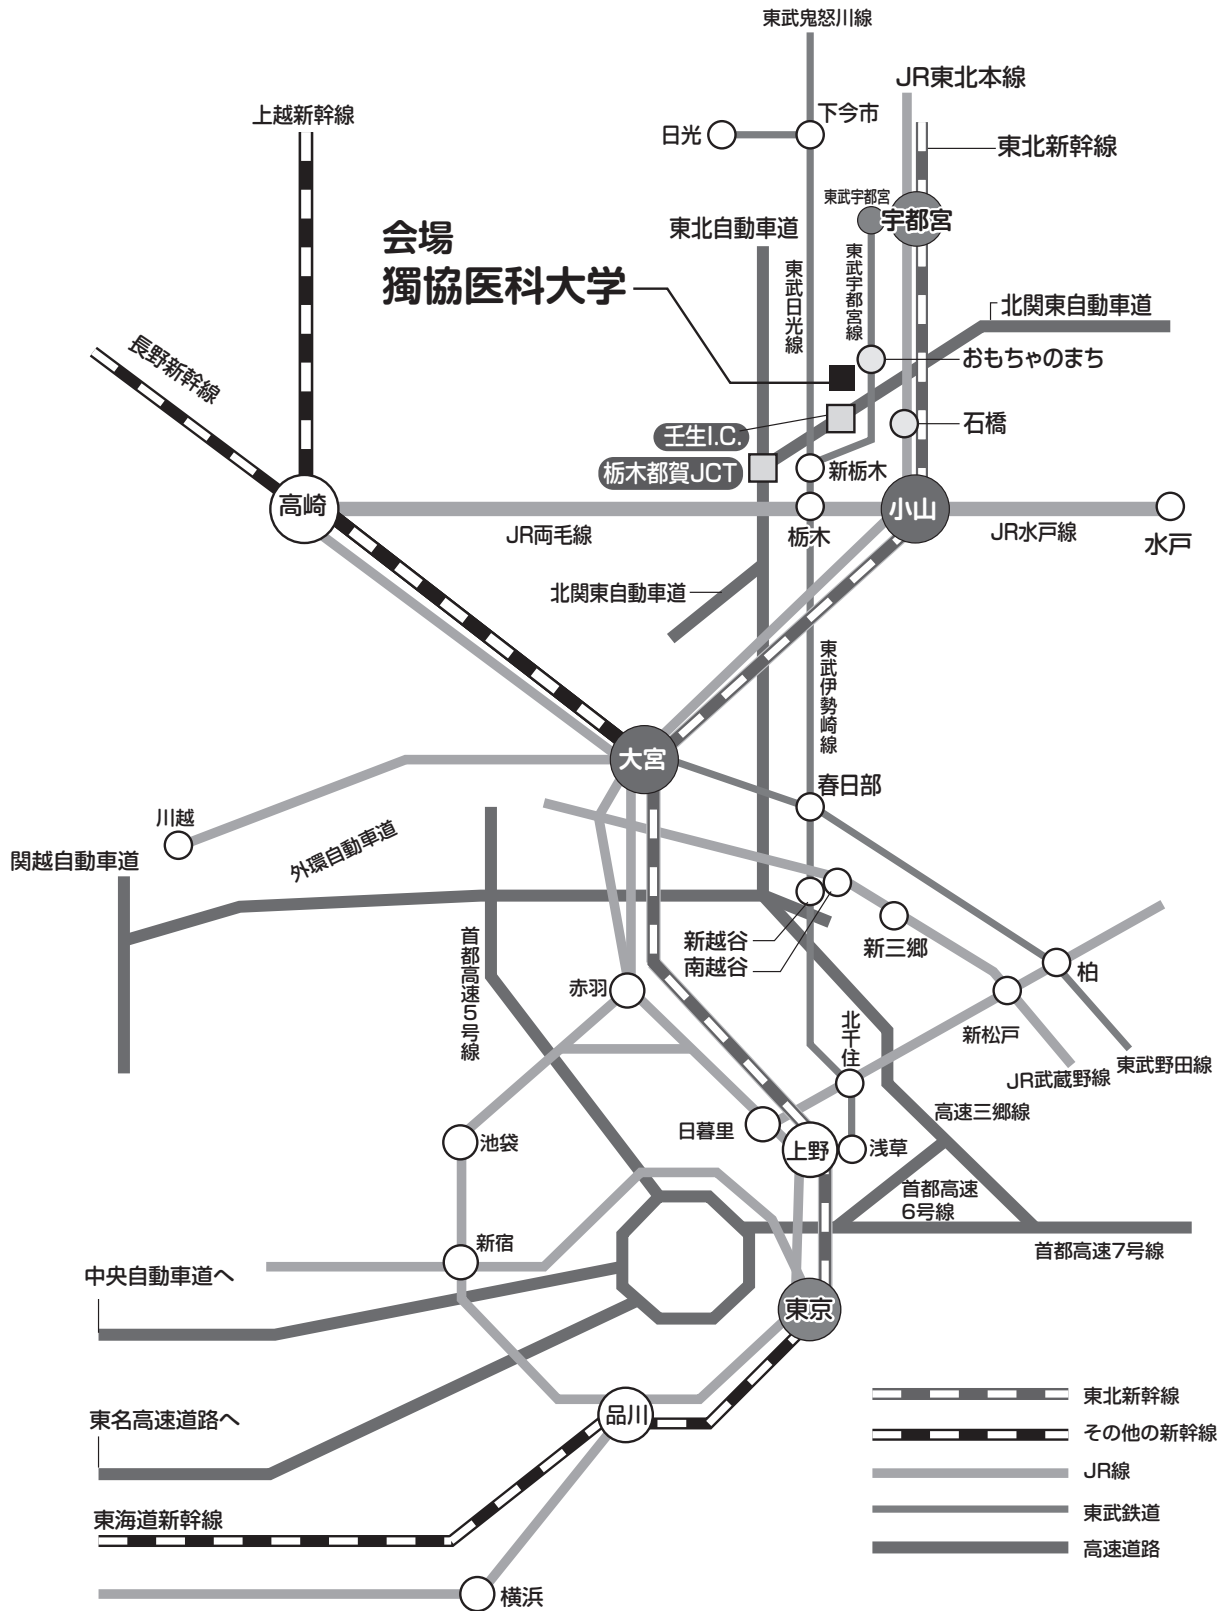 東武鬼怒川線
JR東北本線
上越新幹線
下今市
日光
東北新幹線
東武宇都宮
宇都宮
東北自動車道
会場
獨協医科大学
東武宇都宮線
東武日光線
北関東自動車道
長野新幹線
おもちゃのまち
石橋
壬生I.C.
栃木都賀JCT
新栃木
高崎
小山
JR両毛線
栃木
JR水戸線
水戸
北関東自動車道
東武伊勢崎線
大宮
春日部
川越
外環自動車道
関越自動車道
新越谷
南越谷
新三郷
首都高速5号線
柏
赤羽
北千住
新松戸
東武野田線
JR武蔵野線
高速三郷線
日暮里
池袋
上野
浅草
首都高速
6号線
新宿
首都高速7号線
中央自動車道へ
東京
東北新幹線
品川
東名高速道路へ
その他の新幹線
JR線
東海道新幹線
東武鉄道
高速道路
横浜